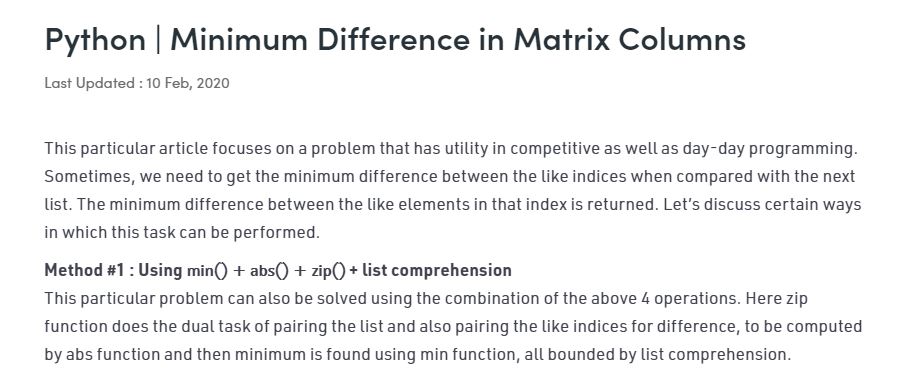 Python | Minimum Difference in Matrix Columns
Last Updated : 10 Feb, 2020
This particular article focuses on a problem that has utility in competitive as well as day-day programming.
Sometimes, we need to get the minimum difference between the like indices when compared with the next
list. The minimum difference between the like elements in that index is returned. Let’s discuss certain ways
in which this task can be performed.
Method #1 : Using min() + abs() + zip() + list comprehension
This particular problem can also be solved using the combination of the above 4 operations. Here zip
function does the dual task of pairing the list and also pairing the like indices for difference, to be computed
by abs function and then minimum is found using min function, all bounded by list comprehension.